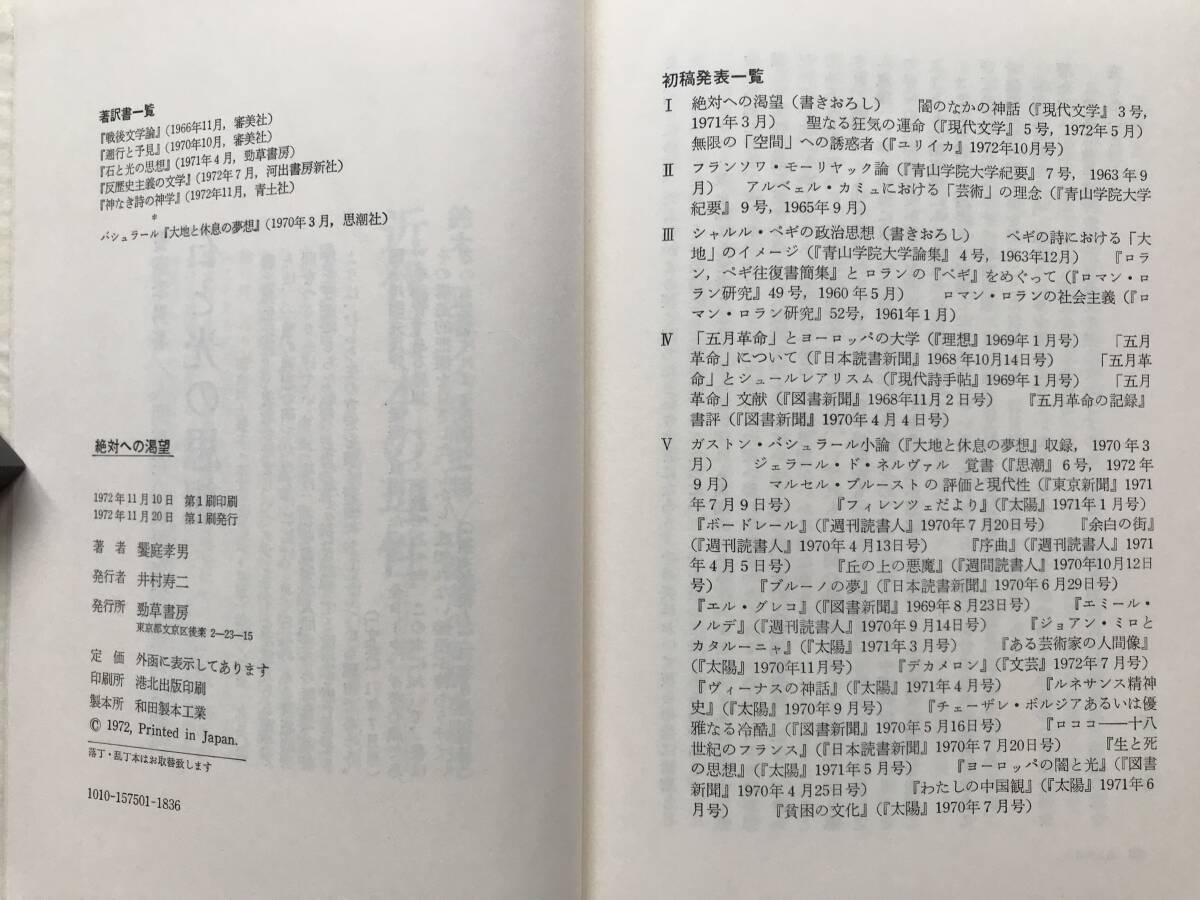 著訳書一覧
『戦後文学論』(1966年11月，審美社)
『遡行と予見』(1970年10月，審美社)
『石と光の思想』(1971年4月，勁草書房)
『反歴史主義の文学』(1972年7月，河出書房新社)
『神なき詩の神学』(1972年11月，青土社)
*
バシュラール『大地と休息の夢想』(1970年3月，思潮社)
絶対への渇望
1972年11月10日 第1刷印刷
1972年11月20日 第1刷発行
著者 饗庭孝男
発行者 井村寿二
発行所 勁草書房
東京都文京区後楽 2―23―15
定価 外函に表示してあります
印刷所 港北出版印刷
製本所 和田製本工業
© 1972, Printed in Japan.
落丁・乱丁本はお取替致します
1010-157501-1836
初稿発表一覧
Ⅰ 絶対への渇望（書きおろし） 闇のなかの神話（『現代文学』3号，
1971年3月） 聖なる狂気の運命（『現代文学』5号，1972年5月）
無限の「空間」への誘惑者（『ユリイカ』1972年10月号）
Ⅱ フランソワ・モーリヤック論（『青山学院大学紀要』7号，1963年9
月） アルベェル・カミュにおける「芸術」の理念（『青山学院大学
紀要』9号，1965年9月）
Ⅲ シャルル・ペギの政治思想（書きおろし） ペギの詩における「大
地」のイメージ（『青山学院大学論集』4号，1963年12月） 『ロラ
ン，ペギ往復書簡集』とロランの『ペギ』をめぐって（『ロマン・ロ
ラン研究』49号，1960年5月） ロマン・ロランの社会主義（『ロ
マン・ロラン研究』52号，1961年1月）
Ⅳ 「五月革命」とヨーロッパの大学（『理想』1969年1月号） 「五月
革命」について（『日本読書新聞』1968年10月14日号） 「五月革
命」とシュールレアリスム（『現代詩手帖』1969年1月号） 「五月
革命」文献（『図書新聞』1968年11月2日号） 『五月革命の記録』
書評（『図書新聞』1970年4月4日号）
Ⅴ ガストン・バシュラール小論（『大地と休息の夢想』収録，1970年3
月） ジェラール・ド・ネルヴァル 覚書（『思潮』6号，1972年
9月） マルセル・プルーストの評価と現代性（『東京新聞』1971
年7月9日号） 『フィレンツェだより』（『太陽』1971年1月号）
『ボードレール』（『週刊読書人』1970年7月20日号） 『余白の街』
（『週刊読書人』1970年4月13日号） 『序曲』（『週刊読書人』1971
年4月5日号） 『丘の上の悪魔』（『週間読書人』1970年10月12日
号） 『ブルーノの夢』（『日本読書新聞』1970年6月29日号）
『エル・グレコ』（『図書新聞』1969年8月23日号） 『エミール・
ノルデ』（『週刊読書人』1970年9月14日号） 『ジョアン・ミロと
カタルーニャ』（『太陽』1971年3月号） 『ある芸術家の人間像』
（『太陽』1970年11月号） 『デカメロン』（『文芸』1972年7月号）
『ヴィーナスの神話』（『太陽』1971年4月号） 『ルネサンス精神
史』（『太陽』1970年9月号） 『チェーザレ・ボルジアあるいは優
雅なる冷酷』（『図書新聞』1970年5月16日号） 『ロココ――十八
世紀のフランス』（『日本読書新聞』1970年7月20日号） 『生と死
の思想』（『太陽』1971年5月号） 『ヨーロッパの闇と光』（『図書
新聞』1970年4月25日号） 『わたしの中国観』（『太陽』1971年6
月号） 『貧困の文化』（『太陽』1970年7月号）